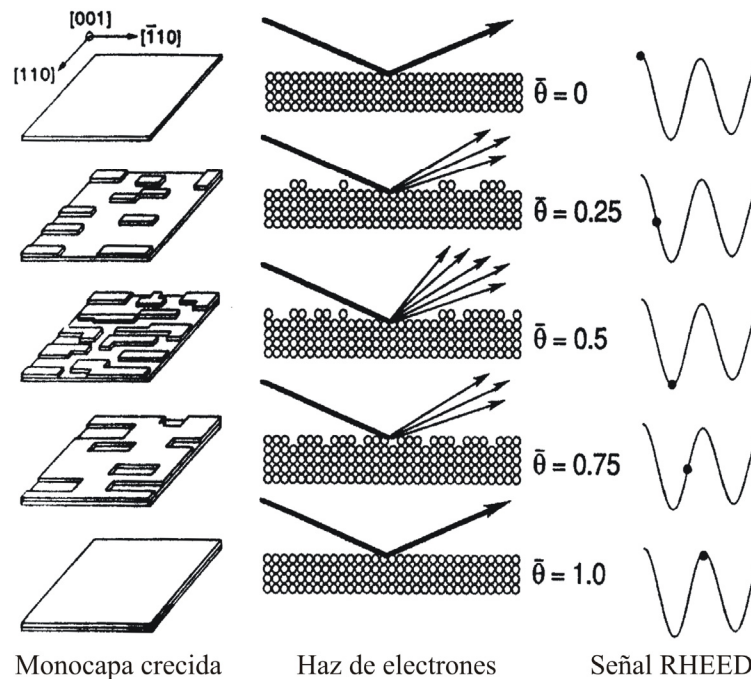 [001]
[1̄10]
[110]
θ̄ = 0
θ̄ = 0.25
θ̄ = 0.5
θ̄ = 0.75
θ̄ = 1.0
Monocapa crecida Haz de electrones Señal RHEED